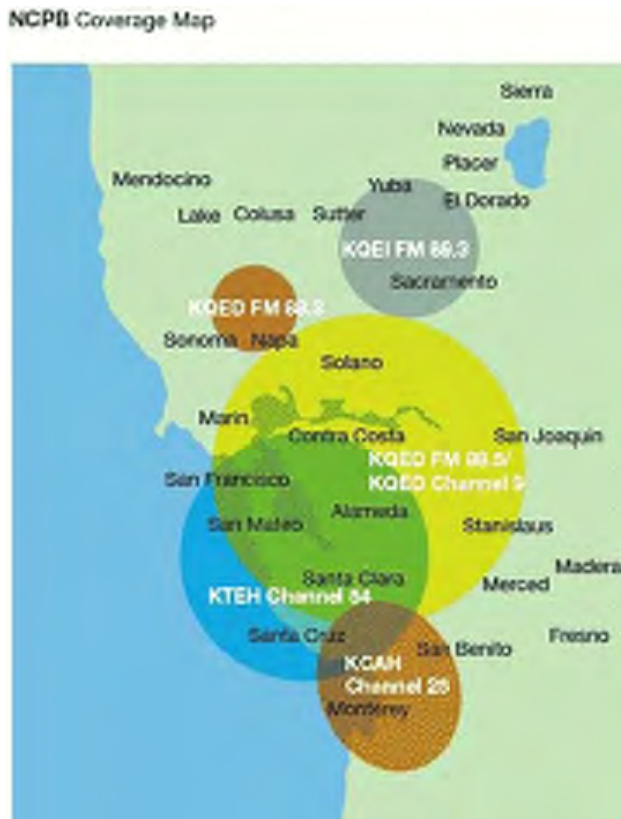 NCPB Coverage Map
Sierra
Nevada
Placer
Mendocino
Yuba
El Dorado
Lake Colusa Sutter
KQEI FM 89.3
Sacramento
KQED FM
Sonoma Napa
Solano
Marin
Contra Costa
San Joaquin
KQED FM 88.5/
KQED Channel 9
San Francisco
Alameda
San Mateo
Stanislaus
Madera
Santa Clara
Merced
KTEH Channel 54
Santa Cruz
San Benito
Fresno
KCAH
Channel 25
Monterey